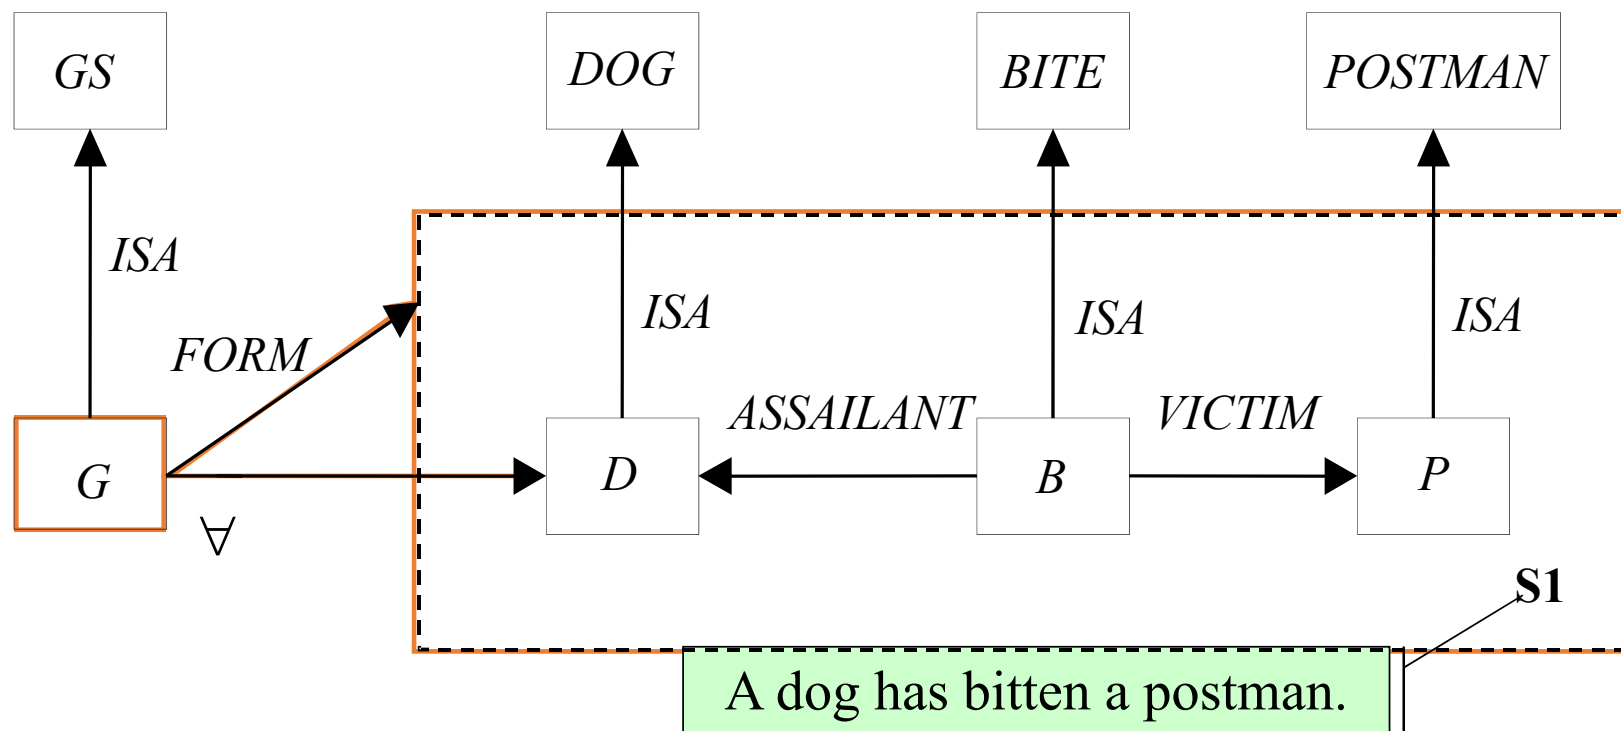 GS
DOG
BITE
POSTMAN
ISA
ISA
ISA
ISA
FORM
ASSAILANT
VICTIM
G
D
B
P
∀
S1
A dog has bitten a postman.